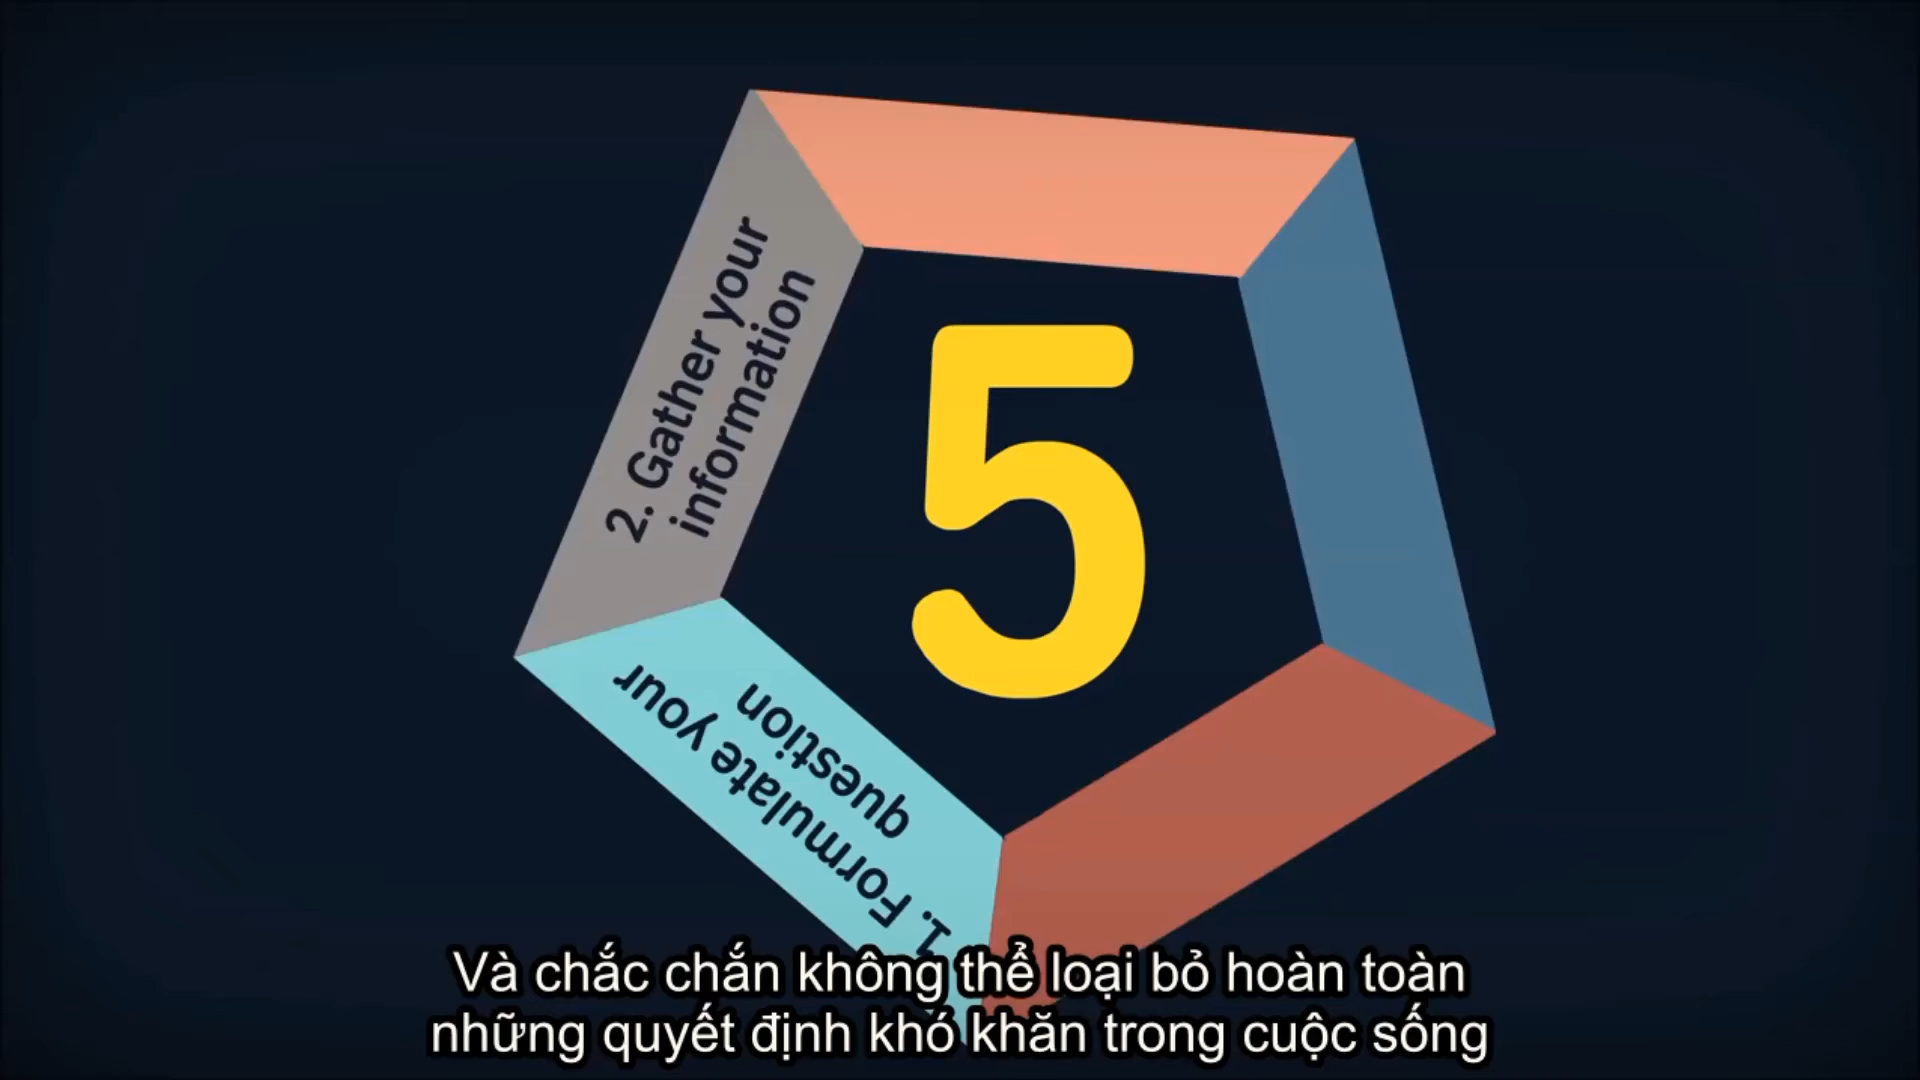 2. Gather your
information
5
1. Formulate your
question
Và chắc chắn không thể loại bỏ hoàn toàn
những quyết định khó khăn trong cuộc sống